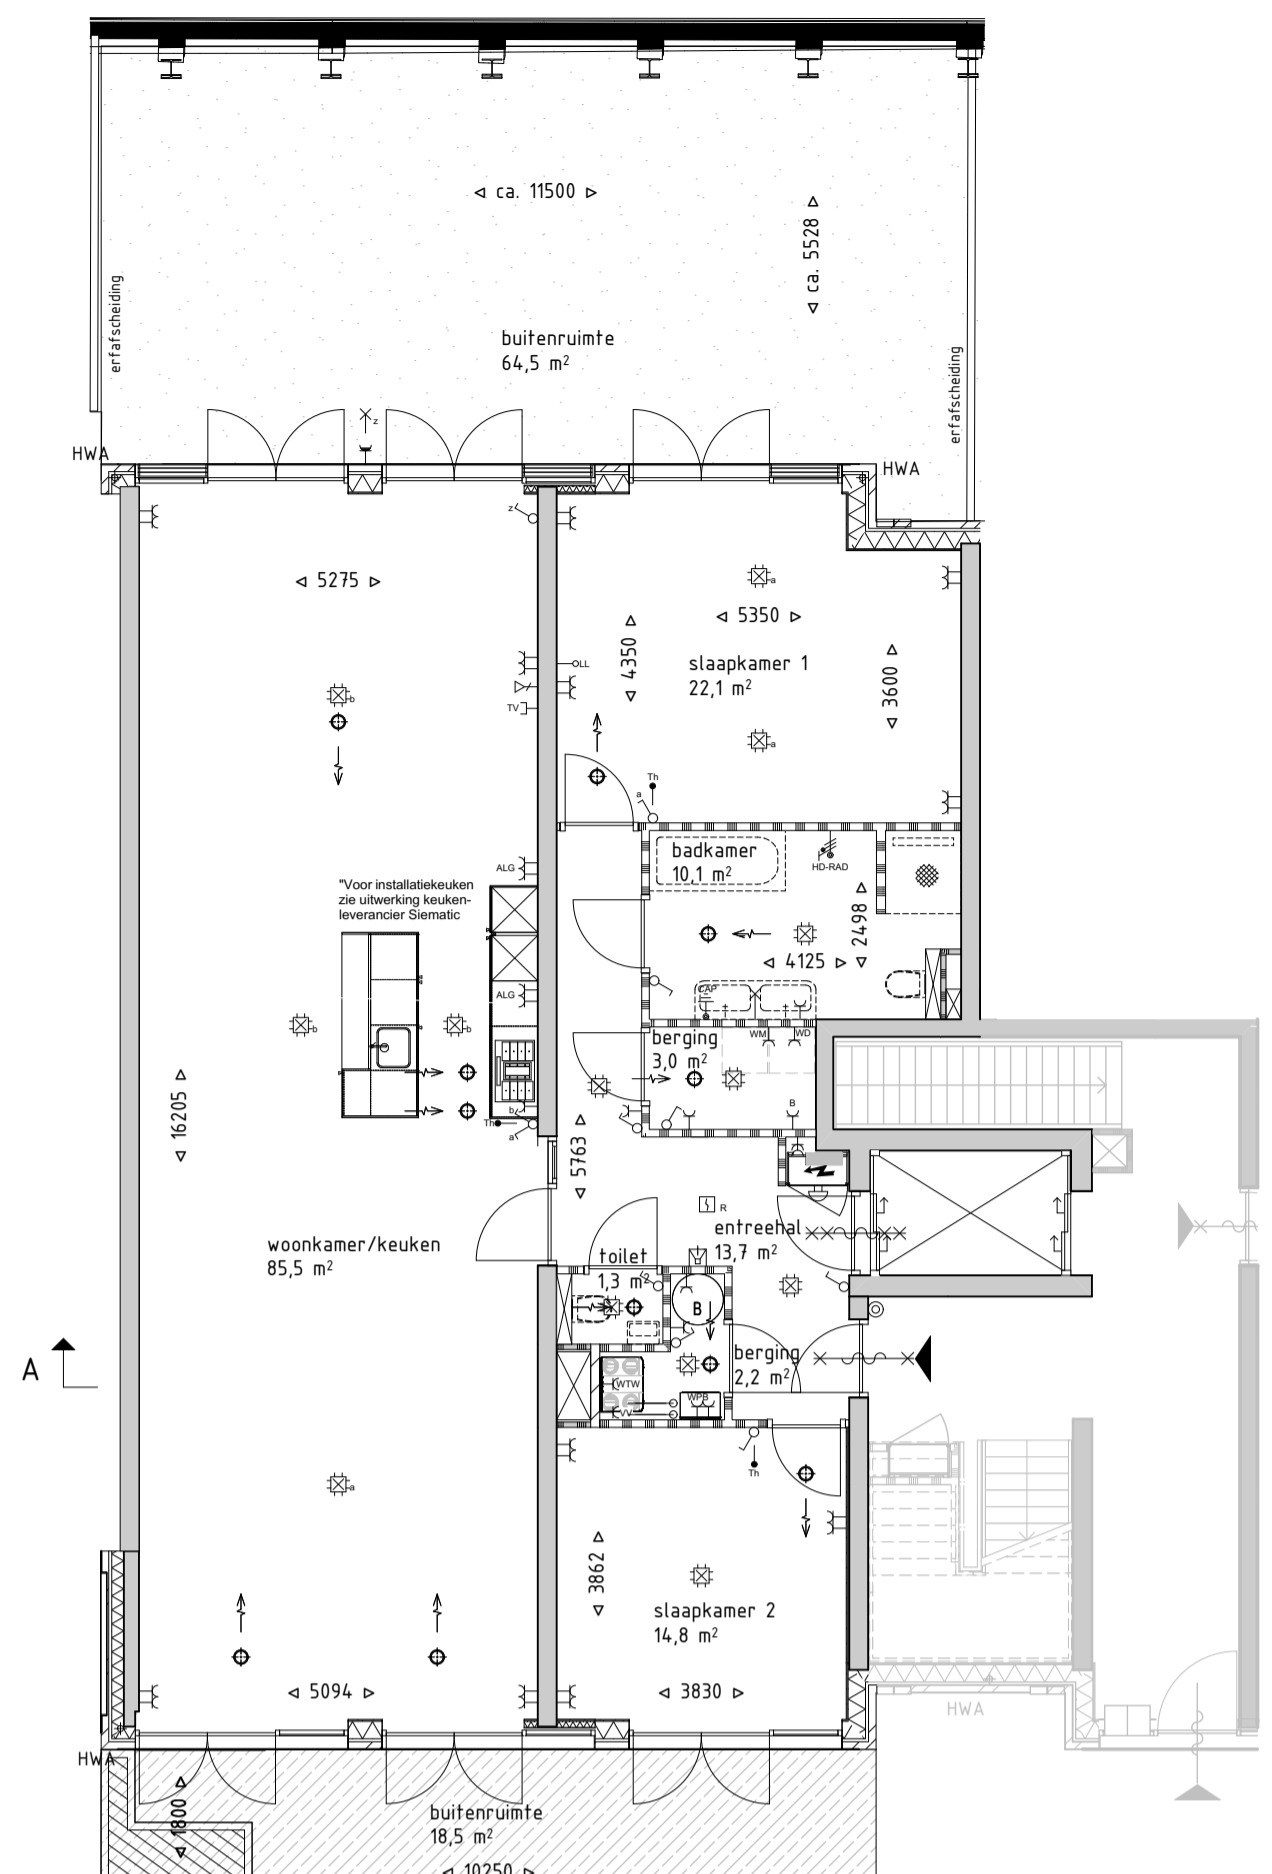 ca. 11500
ca. 5528
erfafscheiding
buitenruimte
64,5 m²
erfafscheiding
z
HWA
HWA
z
5275
a
5350
4350
slaapkamer 1
22,1 m²
3600
LL
TV
b
a
Th
a
badkamer
10,1 m²
HD-RAD
ALG
"Voor installatiekeuken
zie uitwerking keuken-
leverancier Siematic
2498
4125
CAP
ALG
b
b
berging
3,0 m²
WM
WD
16205
b
Th
a
B
5763
R
entreehal
13,7 m²
woonkamer/keuken
85,5 m²
toilet
1,3 m²
B
A
berging
2,2 m²
WTW
WPB
VV
Th
a
3862
slaapkamer 2
14,8 m²
5094
3830
HWA
HWA
1800
buitenruimte
18,5 m²
10250